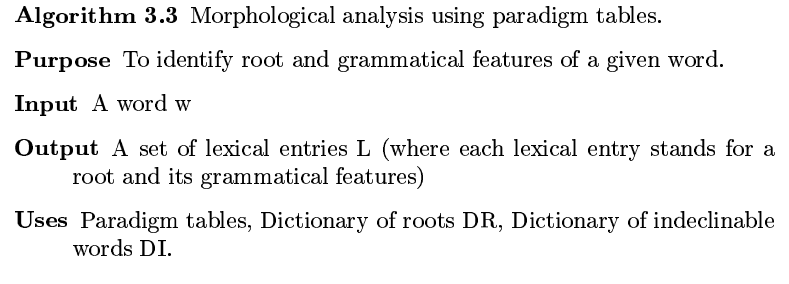 Algorithm 3.3 Morphological analysis using paradigm tables.
Purpose To identify root and grammatical features of a given word.
Input A word w
Output A set of lexical entries L (where each lexical entry stands for a
root and its grammatical features)
Uses Paradigm tables, Dictionary of roots DR, Dictionary of indeclinable
words DI.